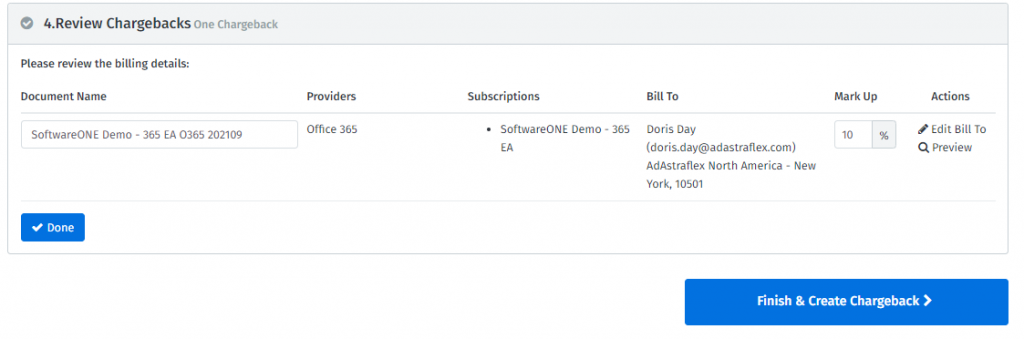 4.Review Chargebacks One Chargeback
Please review the billing details:
Document Name Providers Subscriptions Bill To Mark Up Actions
SoftwareONE Demo - 365 EA O365 202109
Office 365
SoftwareONE Demo - 365
EA
Doris Day
(doris.day@adastraflex.com)
AdAstraflex North America - New
York, 10501
10 %
Edit Bill To
Preview
Done
Finish & Create Chargeback